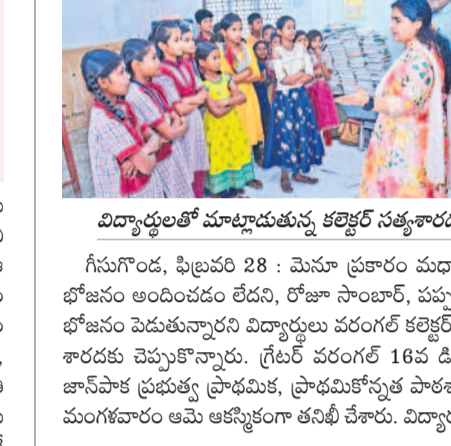 విద్యార్థులతో మాట్లాడుతున్న కలెక్టర్ సత్యశారద
గీసుగొండ, ఫిబ్రవరి 28 : మెనూ ప్రకారం మధా
భోజనం అందించడం లేదని, రోజూ సాంబార్, పప్ప
భోజనం పెడుతున్నారని విద్యార్థులు వరంగల్ కలెక్టర్
శారదకు చెప్పుకొన్నారు. గ్రేటర్ వరంగల్ 16వ డి
జాన్‌పాక ప్రభుత్వ ప్రాథమిక, ప్రాథమికోన్నత పాఠశ
మంగళవారం ఆమె ఆకస్మికంగా తనిఖీ చేశారు. విద్యార